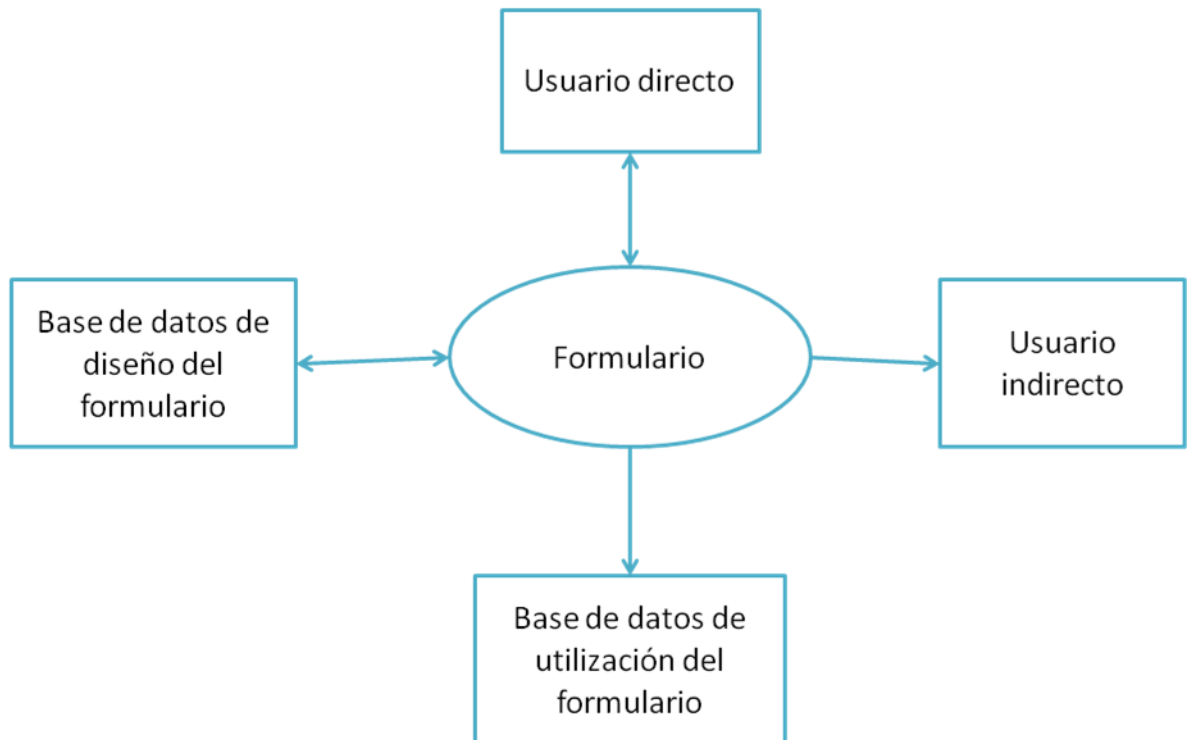 Usuario directo
Base de datos de
diseño del
formulario
Formulario
Usuario
indirecto
Base de datos de
utilización del
formulario